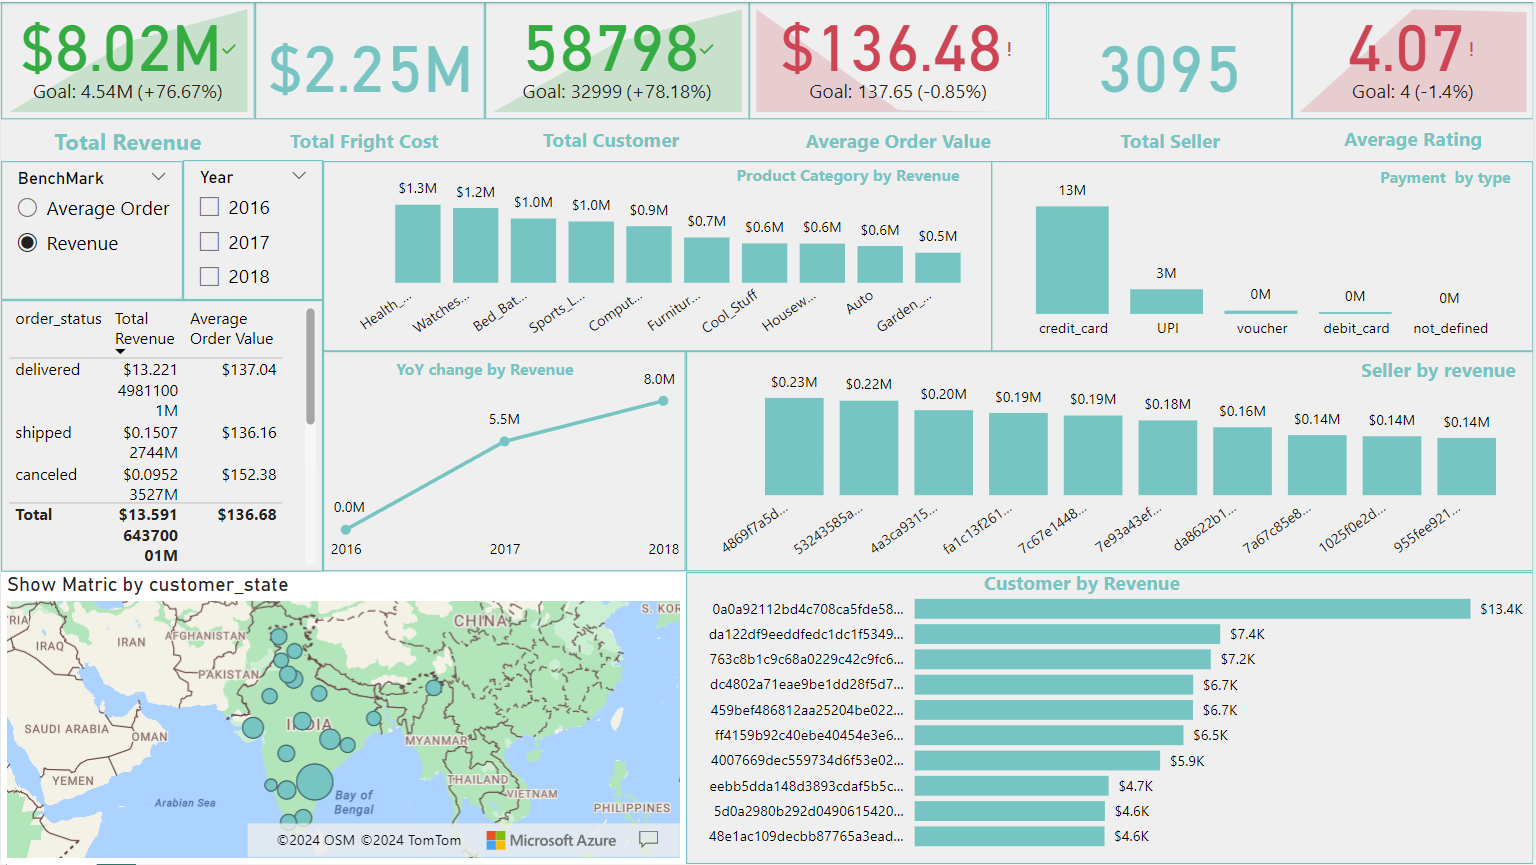 $8.02M✓
Goal: 4.54M (+76.67%)
$2.25M
58798✓
Goal: 32999 (+78.18%)
$136.48!
Goal: 137.65 (-0.85%)
3095
4.07!
Goal: 4 (-1.4%)
Total Revenue
Total Fright Cost
Total Customer
Average Order Value
Total Seller
Average Rating
BenchMark
Average Order
Revenue
Year
2016
2017
2018
Product Category by Revenue
$1.3M
$1.2M
$1.0M
$1.0M
$0.9M
$0.7M
$0.6M
$0.6M
$0.6M
$0.5M
Health_...
Watches...
Bed_Bat...
Sports_L...
Comput...
Furnitur...
Cool_Stuff
Housew...
Auto
Garden_...
Payment by type
13M
3M
0M
0M
0M
credit_card
UPI
voucher
debit_card
not_defined
order_status Total Average
Revenue Order Value
delivered $13.221 $137.04
4981100
1M
shipped $0.1507 $136.16
2744M
canceled $0.0952 $152.38
3527M
Total $13.591 $136.68
643700
01M
YoY change by Revenue
8.0M
5.5M
0.0M
2016
2017
2018
Seller by revenue
$0.23M
$0.22M
$0.20M
$0.19M
$0.19M
$0.18M
$0.16M
$0.14M
$0.14M
$0.14M
4869f7a5d...
53243585a...
4a3ca9315...
fa1c13f261...
7c67e1448...
7e93a43ef...
da8622b1...
7a67c85e8...
1025f0e2d...
955fee921...
Show Matric by customer_state
RIA
IRAQ
IRAN
AFGHANISTAN
PAKISTAN
CHINA
S. KOR
SAUDI ARABIA
OMAN
YEMEN
INDIA
MYANMAR
THAILAND
VIETNAM
PHILIPPINES
Arabian Sea
Bay of
Bengal
©2024 OSM ©2024 TomTom
Microsoft Azure
Customer by Revenue
0a0a92112bd4c708ca5fde58... $13.4K
da122df9eeddfedc1dc1f5349... $7.4K
763c8b1c9c68a0229c42c9fc6... $7.2K
dc4802a71eae9be1dd28f5d7... $6.7K
459bef486812aa25204be022... $6.7K
ff4159b92c40ebe40454e3e6... $6.5K
4007669dec559734d6f53e02... $5.9K
eebb5dda148d3893cdaf5b5c... $4.7K
5d0a2980b292d0490615420... $4.6K
48e1ac109decbb87765a3ead... $4.6K